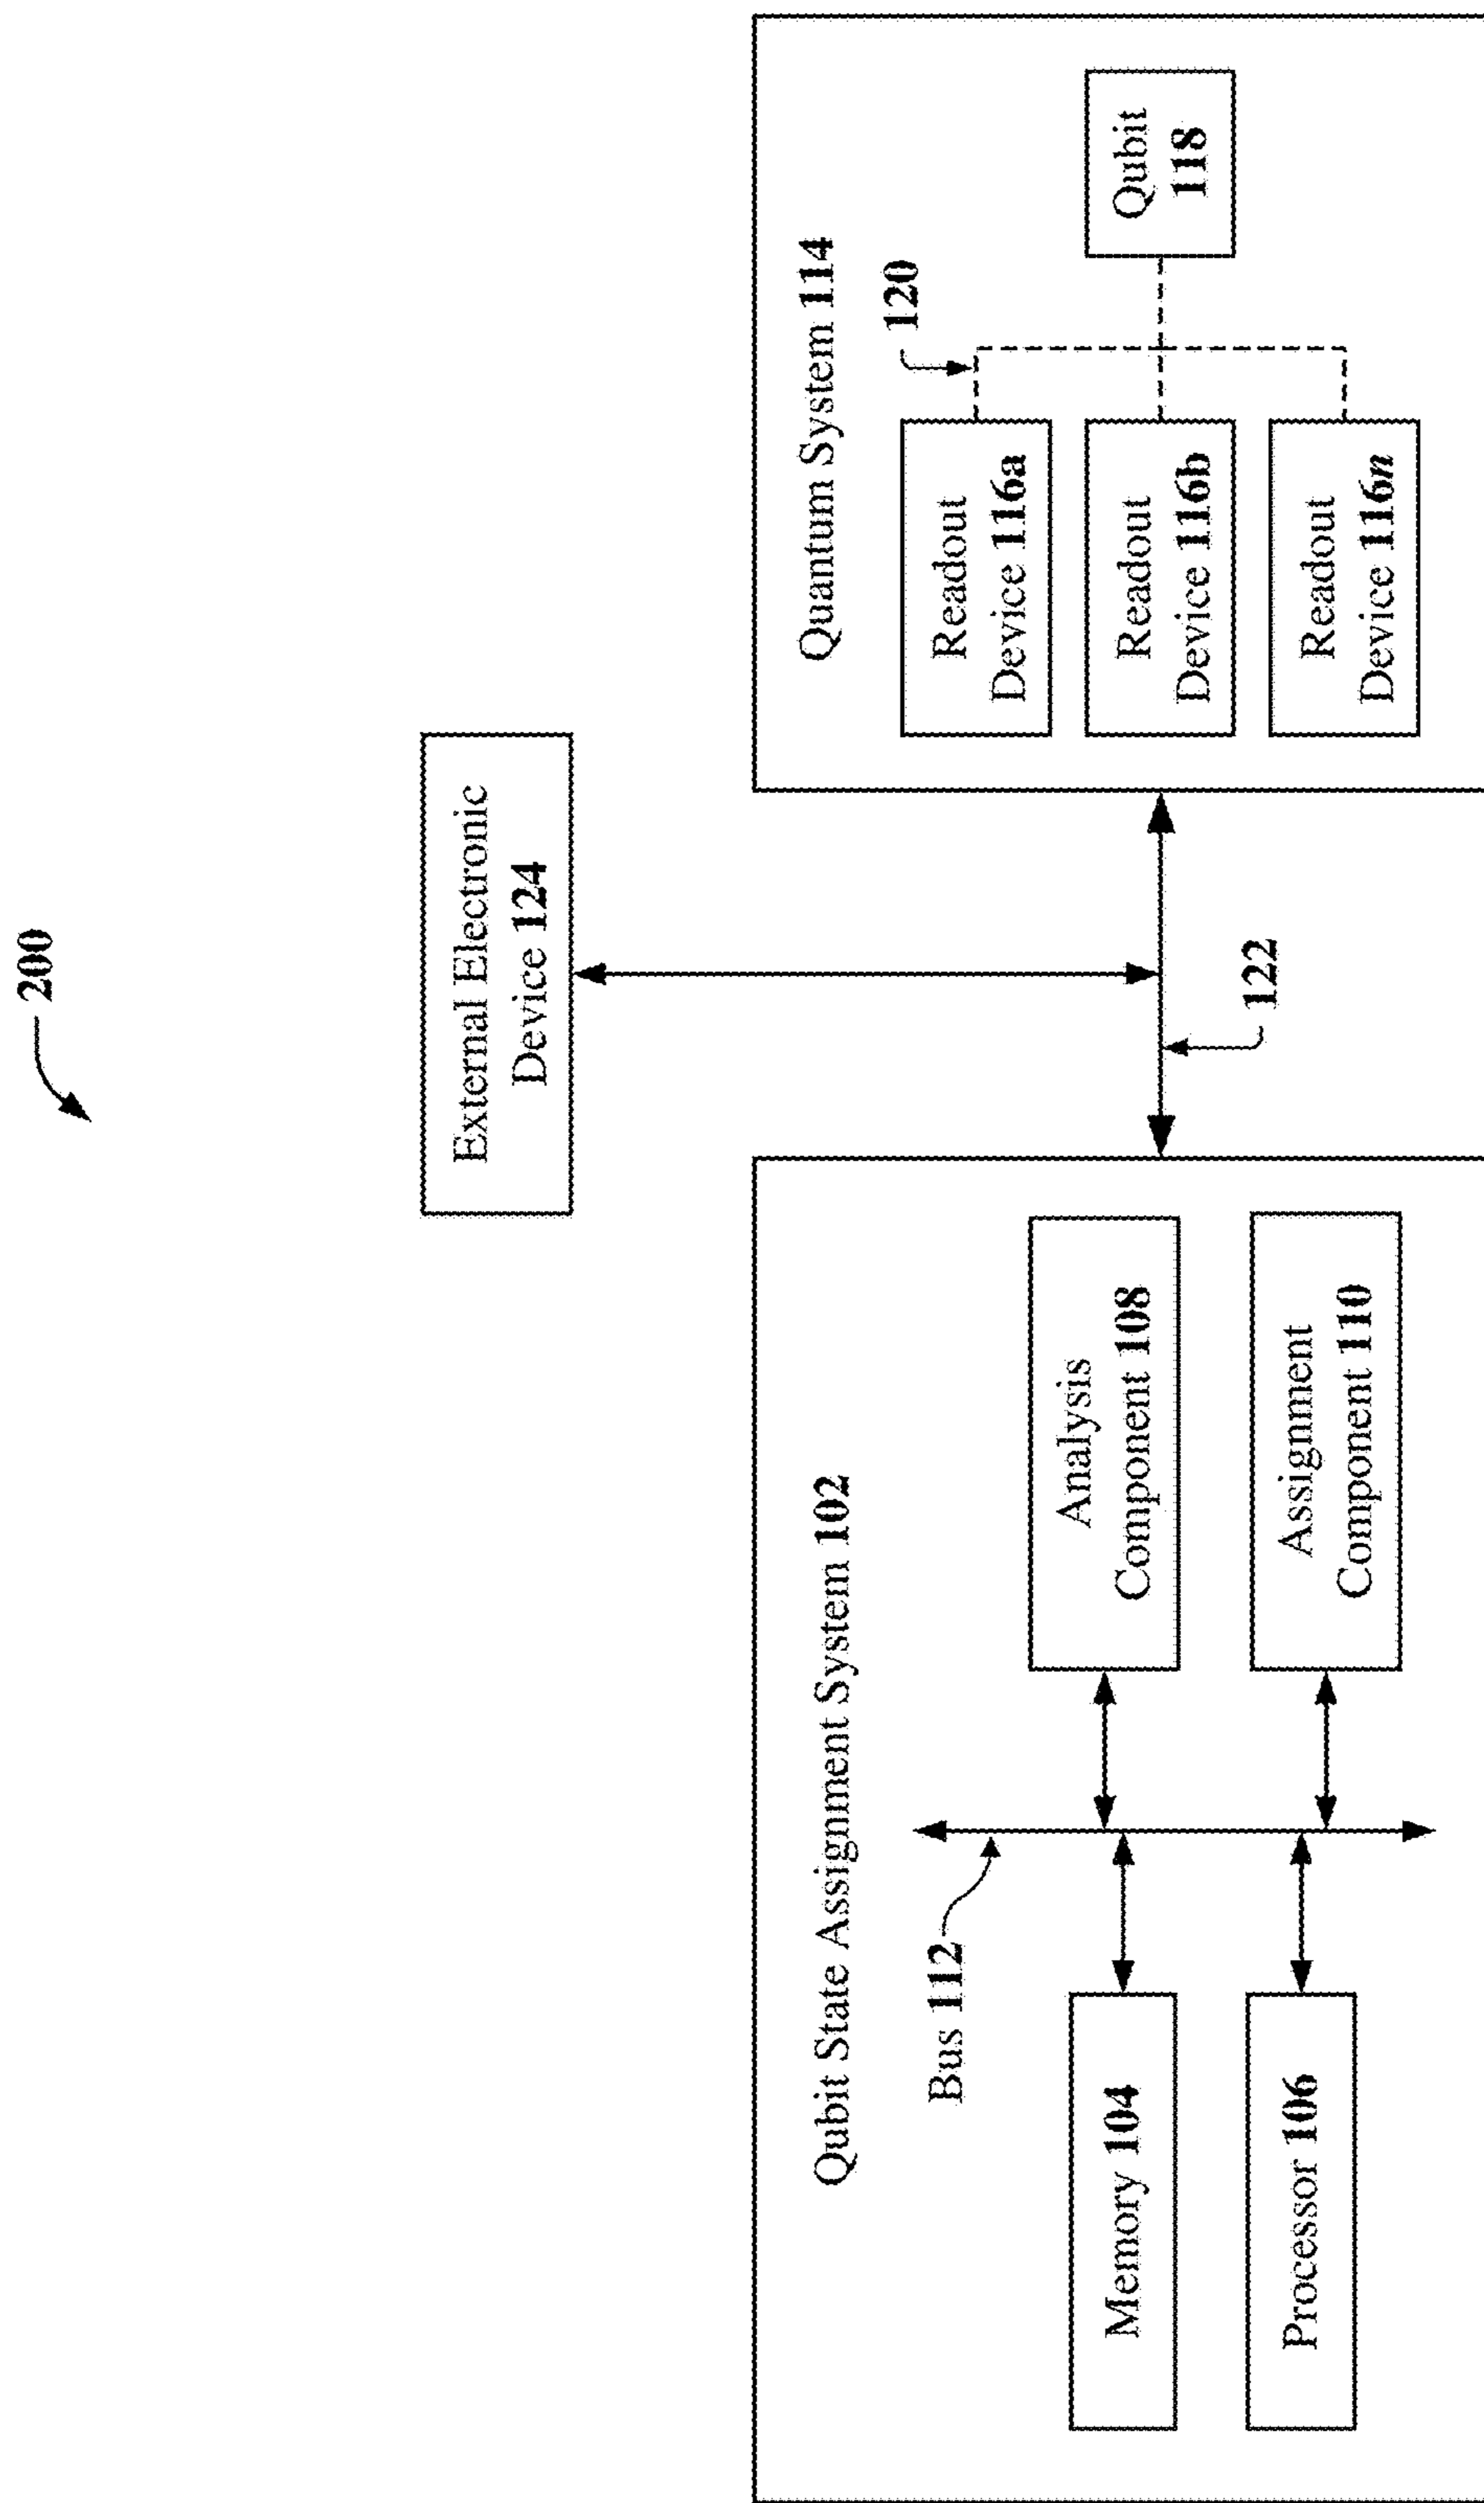 200
External Electronic
Device 124
Qubit State Assignment System 102
Bus 112
Memory 104
Processor 106
Analysis
Component 108
Assignment
Component 110
122
Quantum System 114
120
Readout
Device 116a
Readout
Device 116b
Readout
Device 116n
Qubit
118